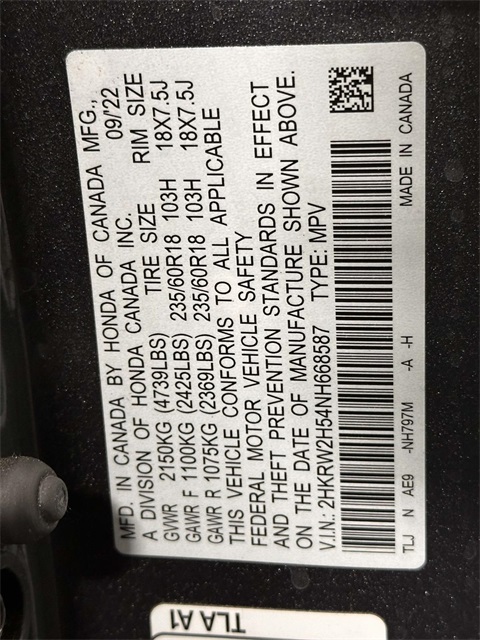 MFD. IN CANADA BY HONDA OF CANADA MFG.,
A DIVISION OF HONDA CANADA INC. 09/'22
GVWR 2150KG (4739LBS) TIRE SIZE RIM SIZE
GAWR F 1100KG (2425LBS) 235/60R18 103H 18X7.5J
GAWR R 1075KG (2369LBS) 235/60R18 103H 18X7.5J
THIS VEHICLE CONFORMS TO ALL APPLICABLE
FEDERAL MOTOR VEHICLE SAFETY
AND THEFT PREVENTION STANDARDS IN EFFECT
ON THE DATE OF MANUFACTURE SHOWN ABOVE.
V.I.N.: 2HKRW2H54NH668587 TYPE: MPV
TLJ N AE9 -NH797M -A -H MADE IN CANADA
TLA A1